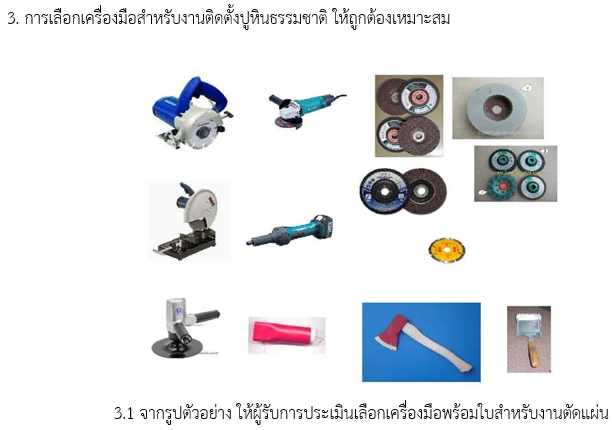 3. การเลือกเครื่องมือสำหรับงานติดตั้งปูหินธรรมชาติ ให้ถูกต้องเหมาะสม
3.1 จากรูปตัวอย่าง ให้ผู้รับการประเมินเลือกเครื่องมือพร้อมใบสำหรับงานตัดแผ่น